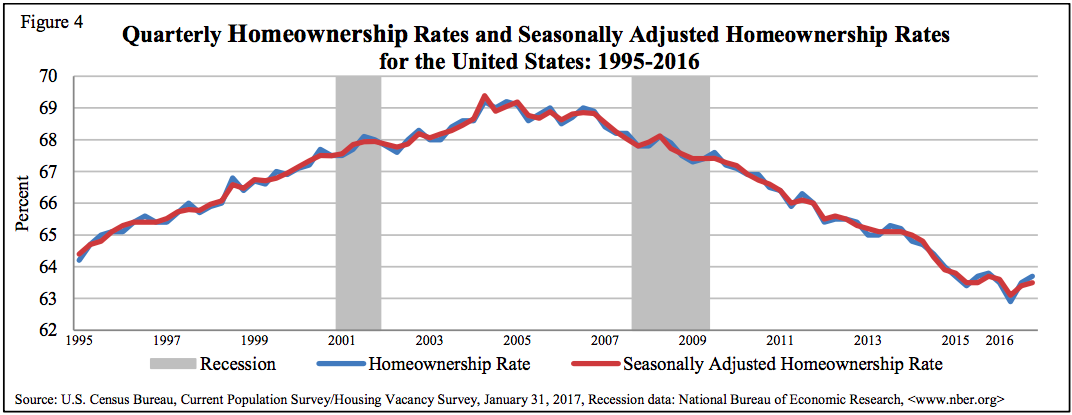 Figure 4
Quarterly Homeownership Rates and Seasonally Adjusted Homeownership Rates
for the United States: 1995-2016
70
69
68
67
66
65
64
63
62
Percent
1995 1997 1999 2001 2003 2005 2007 2009 2011 2013 2015 2016
Recession Homeownership Rate Seasonally Adjusted Homeownership Rate
Source: U.S. Census Bureau, Current Population Survey/Housing Vacancy Survey, January 31, 2017, Recession data: National Bureau of Economic Research, <www.nber.org>